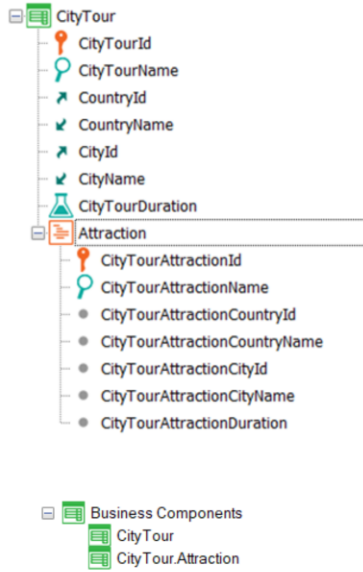 CityTour
CityTourId
CityTourName
CountryId
CountryName
CityId
CityName
CityTourDuration
Attraction
CityTourAttractionId
CityTourAttractionName
CityTourAttractionCountryId
CityTourAttractionCountryName
CityTourAttractionCityId
CityTourAttractionCityName
CityTourAttractionDuration
Business Components
CityTour
CityTour.Attraction